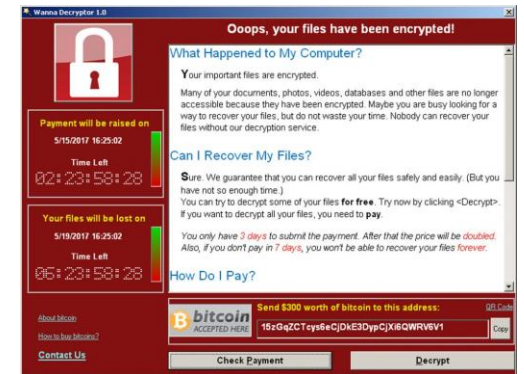 Wanna Decryptor 1.0
Ooops, your files have been encrypted!
What Happened to My Computer?
Your important files are encrypted.
Many of your documents, photos, videos, databases and other files are no longer
accessible because they have been encrypted. Maybe you are busy looking for a
way to recover your files, but do not waste your time. Nobody can recover your
files without our decryption service.
Can I Recover My Files?
Sure. We guarantee that you can recover all your files safely and easily. (But you
have not so enough time.)
You can try to decrypt some of your files for free. Try now by clicking <Decrypt>.
If you want to decrypt all your files, you need to pay.
You only have 3 days to submit the payment. After that the price will be doubled.
Also, if you don't pay in 7 days, you won't be able to recover your files forever.
How Do I Pay?
Payment will be raised on
5/15/2017 16:25:02
Time Left
02:23:58:28
Your files will be lost on
5/19/2017 16:25:02
Time Left
06:23:58:28
About bitcoin
How to buy bitcoins?
Contact Us
bitcoin
ACCEPTED HERE
Send $300 worth of bitcoin to this address:
QR Code
15zGqZCTcys6eCjDkE3DypCjXi6QWRV6V1
Copy
Check Payment
Decrypt